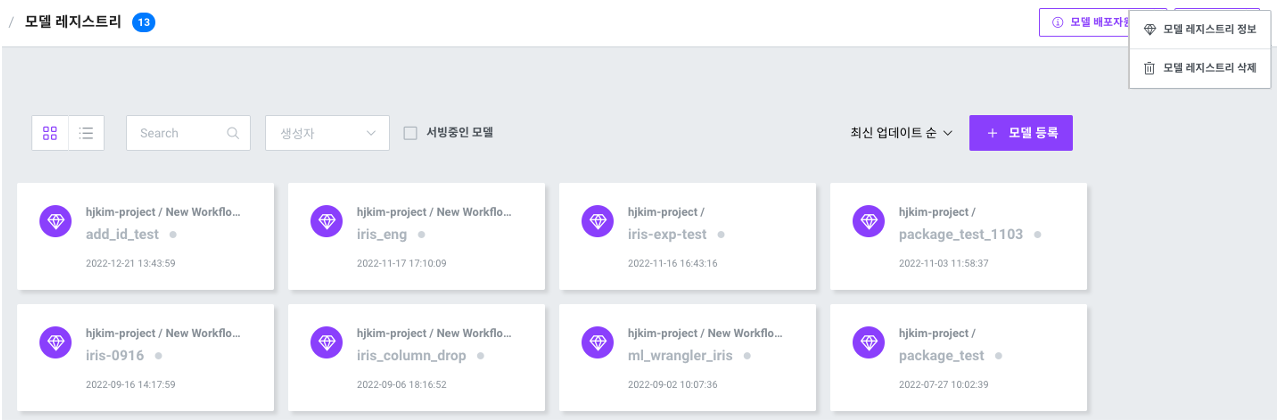 / 모델 레지스트리 13
모델 배포자원
모델 레지스트리 정보
모델 레지스트리 삭제
Search
생성자
서빙중인 모델
최신 업데이트 순
+ 모델 등록
hjkim-project / New Workflo...
add_id_test
2022-12-21 13:43:59
hjkim-project / New Workflo...
iris_eng
2022-11-17 17:10:09
hjkim-project /
iris-exp-test
2022-11-16 16:43:16
hjkim-project /
package_test_1103
2022-11-03 11:58:37
hjkim-project / New Workflo...
iris-0916
2022-09-16 14:17:59
hjkim-project / New Workflo...
iris_column_drop
2022-09-06 18:16:52
hjkim-project / New Workflo...
ml_wrangler_iris
2022-09-02 10:07:36
hjkim-project /
package_test
2022-07-27 10:02:39